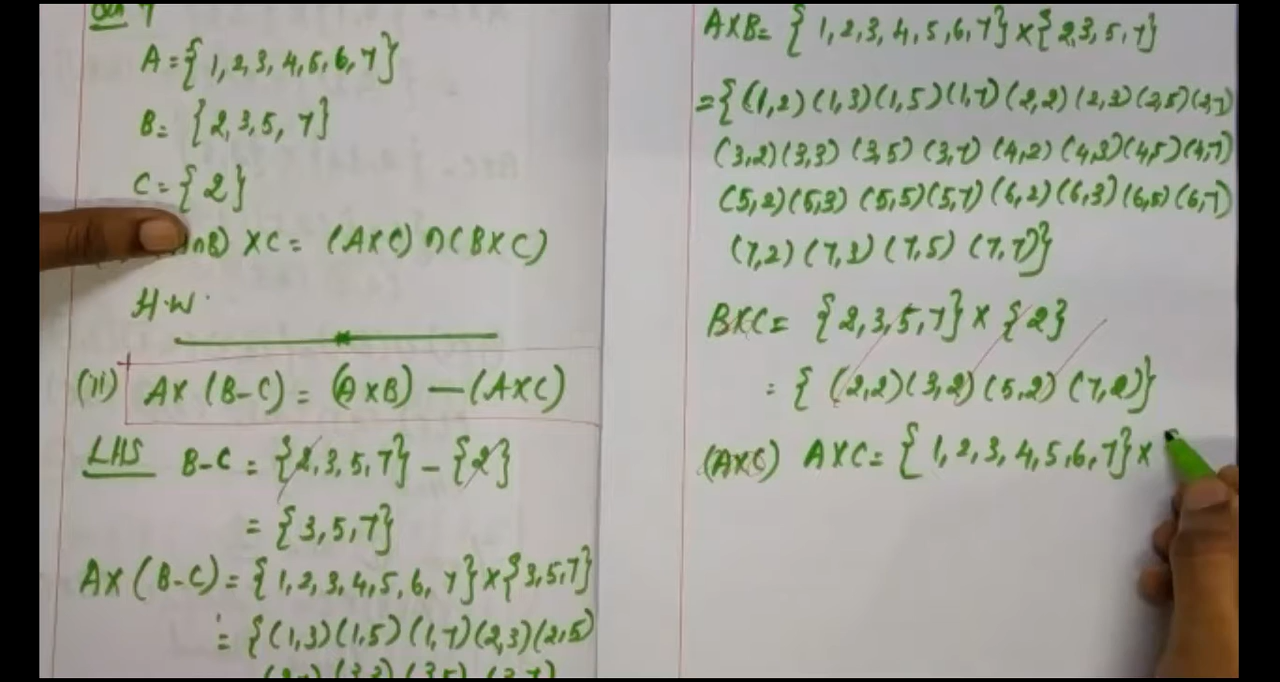 A = {1,2,3,4,5,6,7}
B = {2,3,5, 7}
C = {2}
∩B) × C = (A×C) ∩ (B×C)
H.W.
(ii) A× (B-C) = (A×B) - (A×C)
LHS B-C = {2,3,5,7} - {2}
= {3,5,7}
A× (B-C) = {1,2,3,4,5,6, 7}×{3,5,7}
= {(1,3)(1,5) (1,7)(2,3)(2,5)
A×B = { 1,2,3,4,5,6,7}×{2,3,5,7}
= {(1,2)(1,3)(1,5)(1,7)(2,2)(2,3)(2,5)(2,7)
(3,2)(3,3) (3,5) (3,7) (4,2) (4,3)(4,5)(4,7)
(5,2)(5,3) (5,5)(5,7)(6,2)(6,3)(6,5)(6,7)
(7,2)(7,3)(7,5)(7,7)}
B×C = {2,3,5,7}× {2}
= { (2,2)(3,2)(5,2) (7,2)}
(A×C) A×C = { 1,2,3,4,5,6,7}×